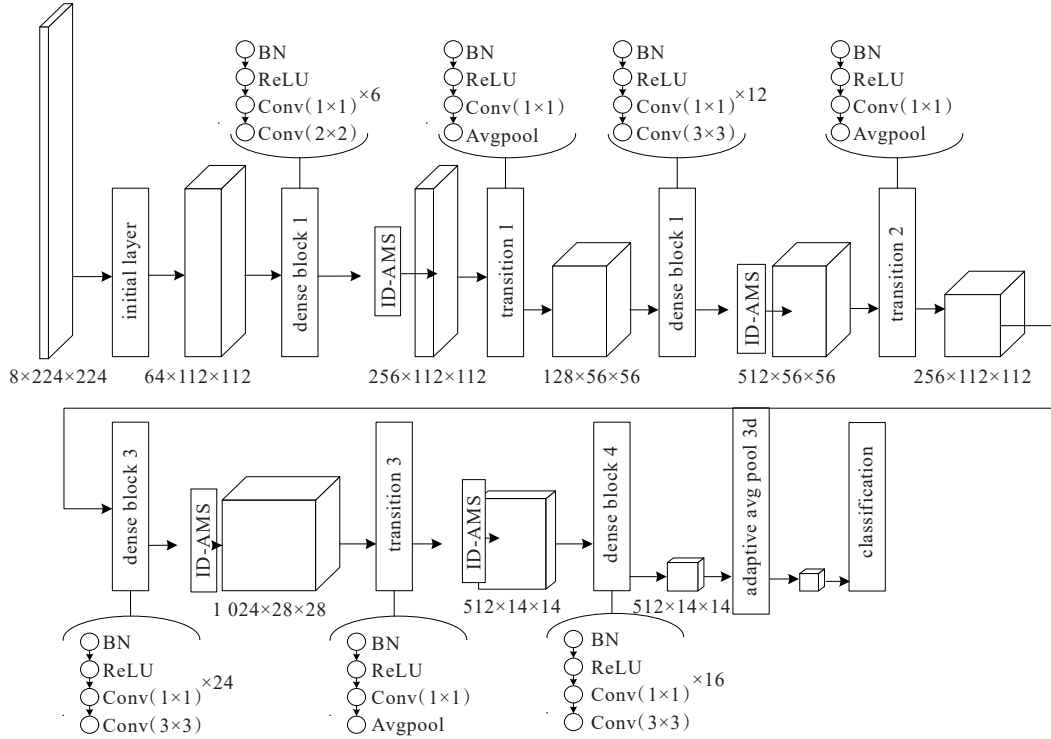 BN
ReLU
Conv(1×1) ×6
Conv(2×2)
BN
ReLU
Conv(1×1)
Avgpool
BN
ReLU
Conv(1×1) ×12
Conv(3×3)
BN
ReLU
Conv(1×1)
Avgpool
initial layer
dense block 1
ID-AMS
transition 1
dense block 1
ID-AMS
transition 2
8×224×224
64×112×112
256×112×112
128×56×56
512×56×56
256×112×112
dense block 3
ID-AMS
transition 3
ID-AMS
dense block 4
adaptive avg pool 3d
classification
1 024×28×28
512×14×14
512×14×14
BN
ReLU
Conv(1×1) ×24
Conv(3×3)
BN
ReLU
Conv(1×1)
Avgpool
BN
ReLU
Conv(1×1) ×16
Conv(3×3)